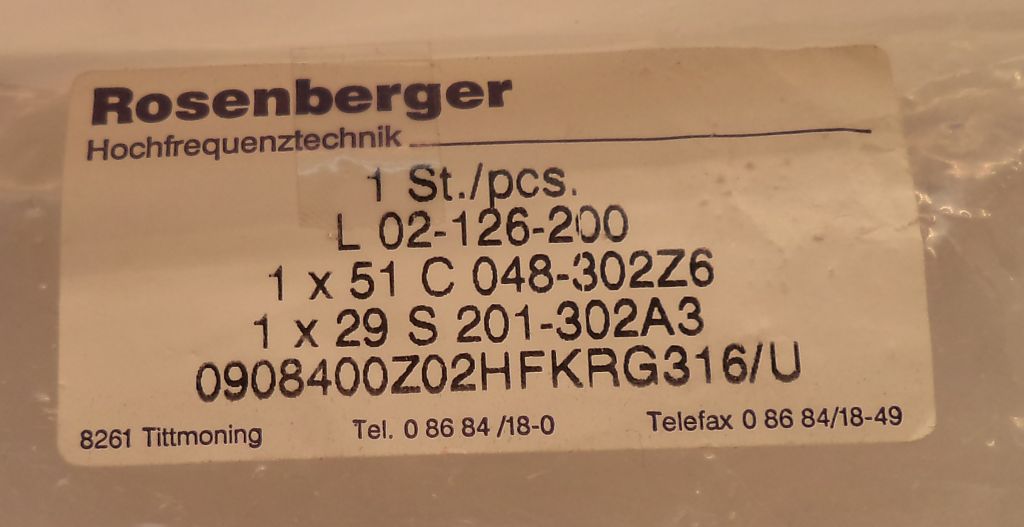 Rosenberger
Hochfrequenztechnik
1 St./pcs.
L 02-126-200
1 x 51 C 048-302Z6
1 x 29 S 201-302A3
0908400Z02HFKRG316/U
8261 Tittmoning Tel. 0 86 84 /18-0 Telefax 0 86 84/18-49